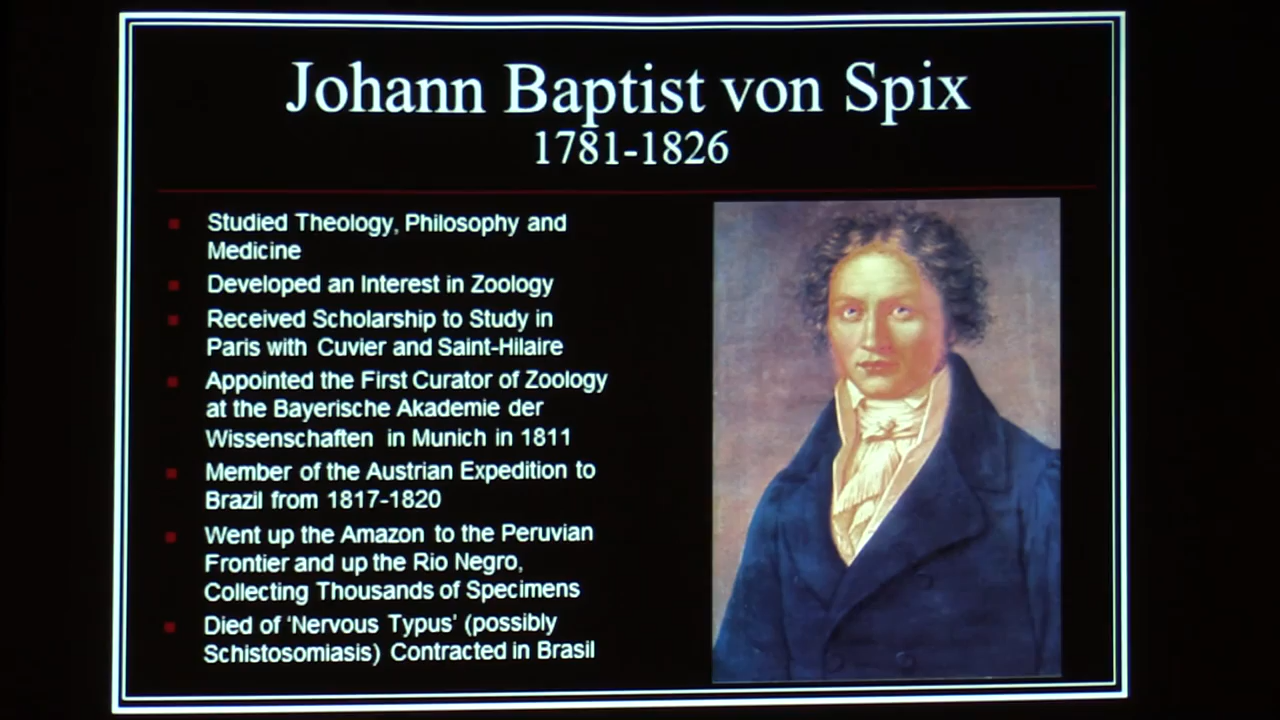 Johann Baptist von Spix
1781-1826
Studied Theology, Philosophy and
Medicine
Developed an Interest in Zoology
Received Scholarship to Study in
Paris with Cuvier and Saint-Hilaire
Appointed the First Curator of Zoology
at the Bayerische Akademie der
Wissenschaften in Munich in 1811
Member of the Austrian Expedition to
Brazil from 1817-1820
Went up the Amazon to the Peruvian
Frontier and up the Rio Negro,
Collecting Thousands of Specimens
Died of ‘Nervous Typus’ (possibly
Schistosomiasis) Contracted in Brasil